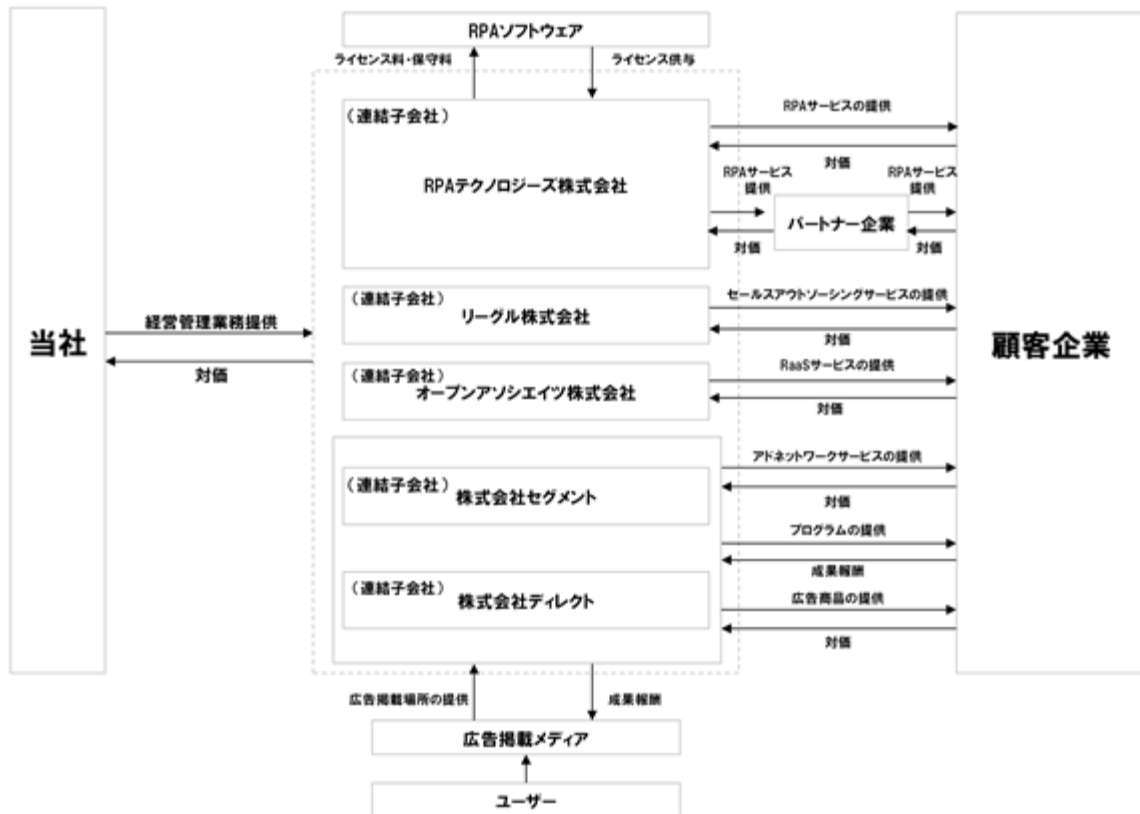 RPAソフトウェア
ライセンス料・保守料
ライセンス供与
(連結子会社)
RPAテクノロジーズ株式会社
RPAサービスの提供
対価
RPAサービス
提供
RPAサービス
提供
パートナー企業
対価
対価
(連結子会社)
リーグル株式会社
セールスアウトソーシングサービスの提供
対価
当社
経営管理業務提供
対価
顧客企業
(連結子会社)
オープンアソシエイツ株式会社
RaaSサービスの提供
対価
(連結子会社)
株式会社セグメント
アドネットワークサービスの提供
対価
プログラムの提供
成果報酬
(連結子会社)
株式会社ディレクト
広告商品の提供
対価
広告掲載場所の提供
成果報酬
広告掲載メディア
ユーザー